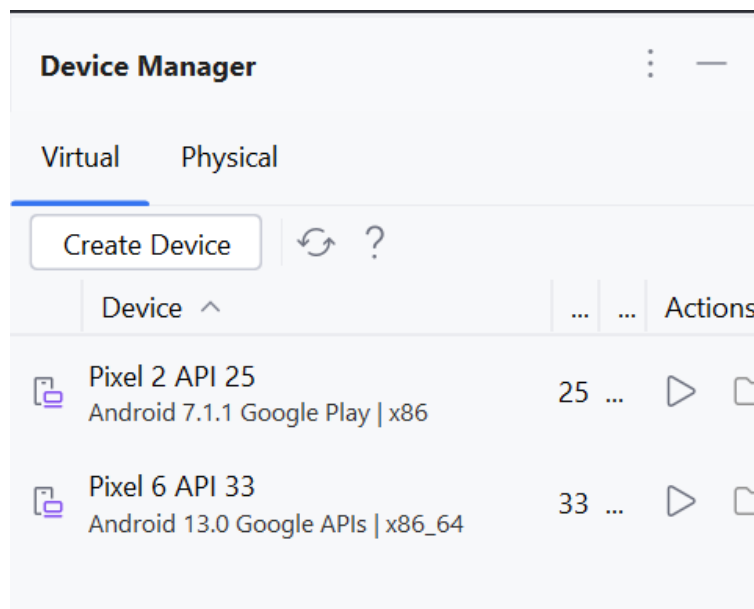 Device Manager
Virtual Physical
Create Device ?
Device ... ... Actions
Pixel 2 API 25
Android 7.1.1 Google Play | x86
25 ...
Pixel 6 API 33
Android 13.0 Google APIs | x86_64
33 ...